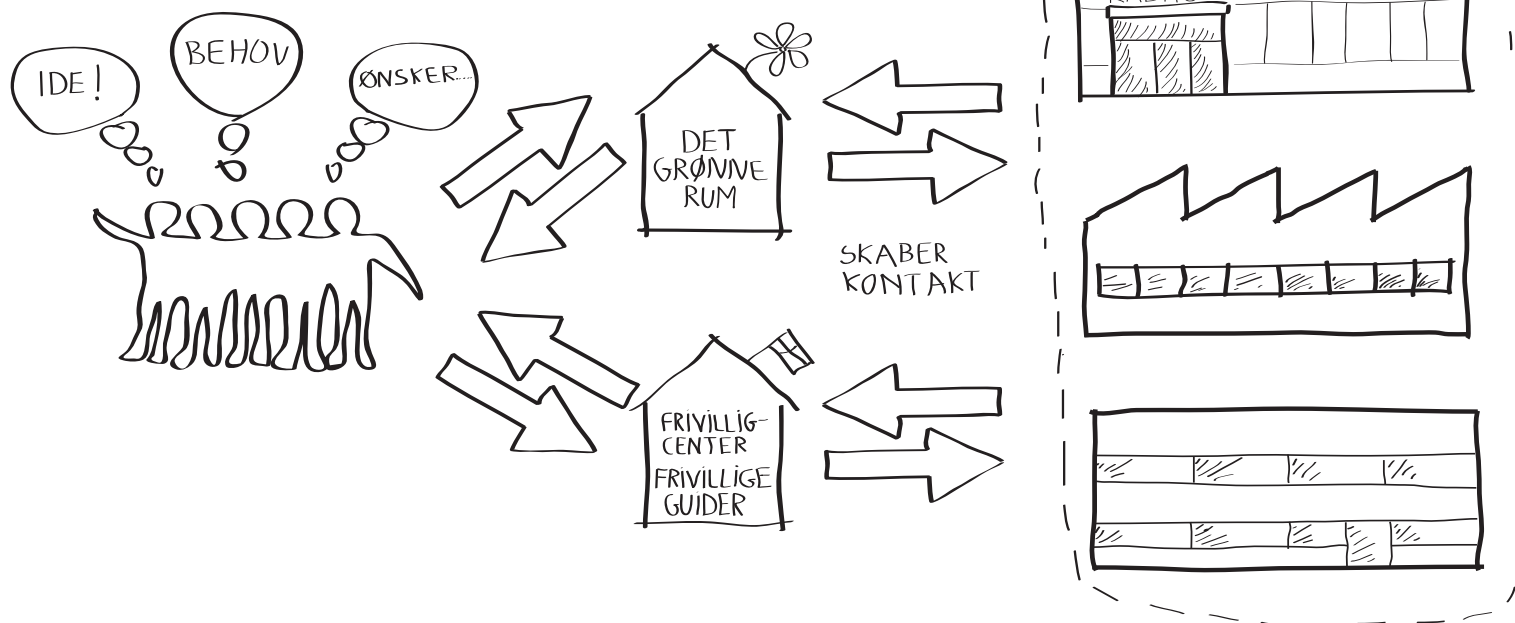 IDE!
BEHOV
ØNSKER....
DET
GRØNNE
RUM
SKABER
KONTAKT
FRIVILLIG-
CENTER
FRIVILLIGE
GUIDER